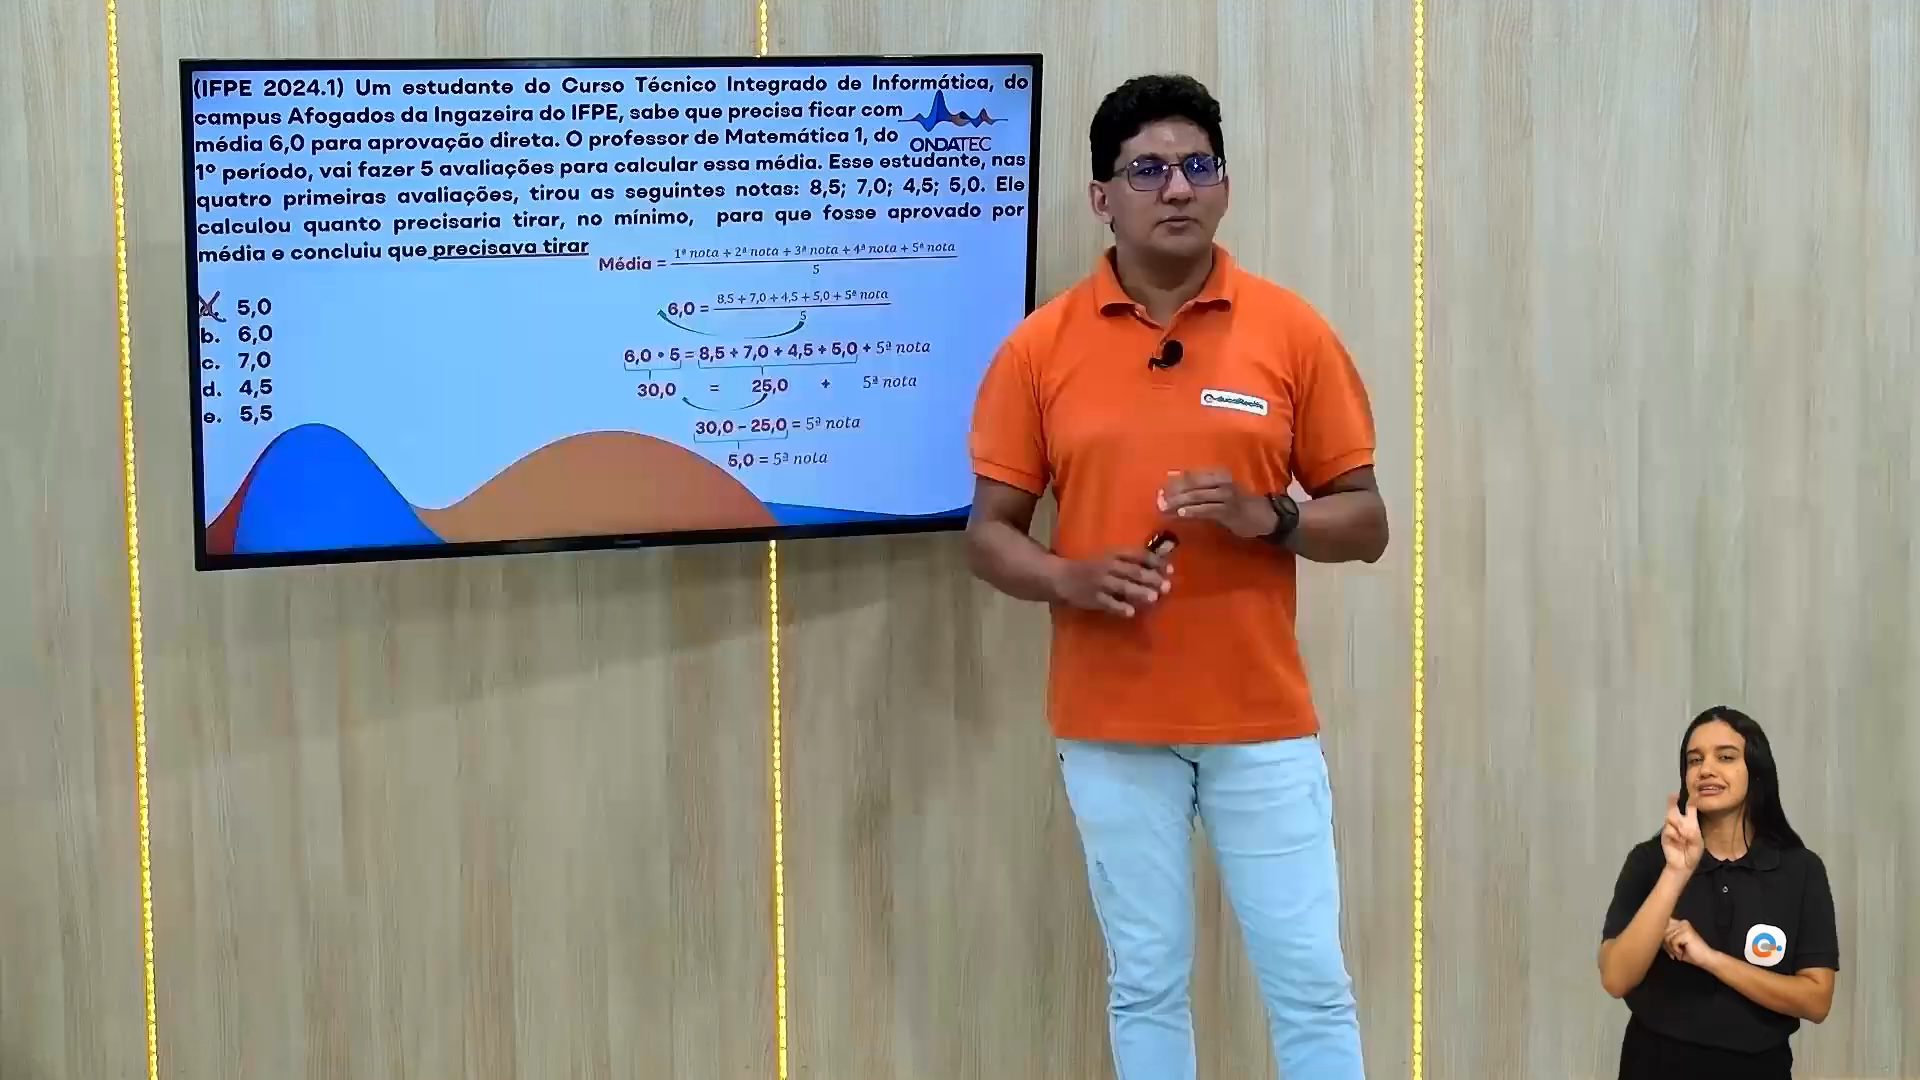 (IFPE 2024.1) Um estudante do Curso Técnico Integrado de Informática, do
campus Afogados da Ingazeira do IFPE, sabe que precisa ficar com
média 6,0 para aprovação direta. O professor de Matemática 1, do
ONDATEC
1º período, vai fazer 5 avaliações para calcular essa média. Esse estudante, nas
quatro primeiras avaliações, tirou as seguintes notas: 8,5; 7,0; 4,5; 5,0. Ele
calculou quanto precisaria tirar, no mínimo, para que fosse aprovado por
média e concluiu que precisava tirar
Média = 1ª nota + 2ª nota + 3ª nota + 4ª nota + 5ª nota
5
6,0 = 8,5 + 7,0 + 4,5 + 5,0 + 5ª nota
5
6,0 • 5 = 8,5 + 7,0 + 4,5 + 5,0 + 5ª nota
30,0 = 25,0 + 5ª nota
30,0 - 25,0 = 5ª nota
5,0 = 5ª nota
a. 5,0
b. 6,0
c. 7,0
d. 4,5
e. 5,5
EducaRecife